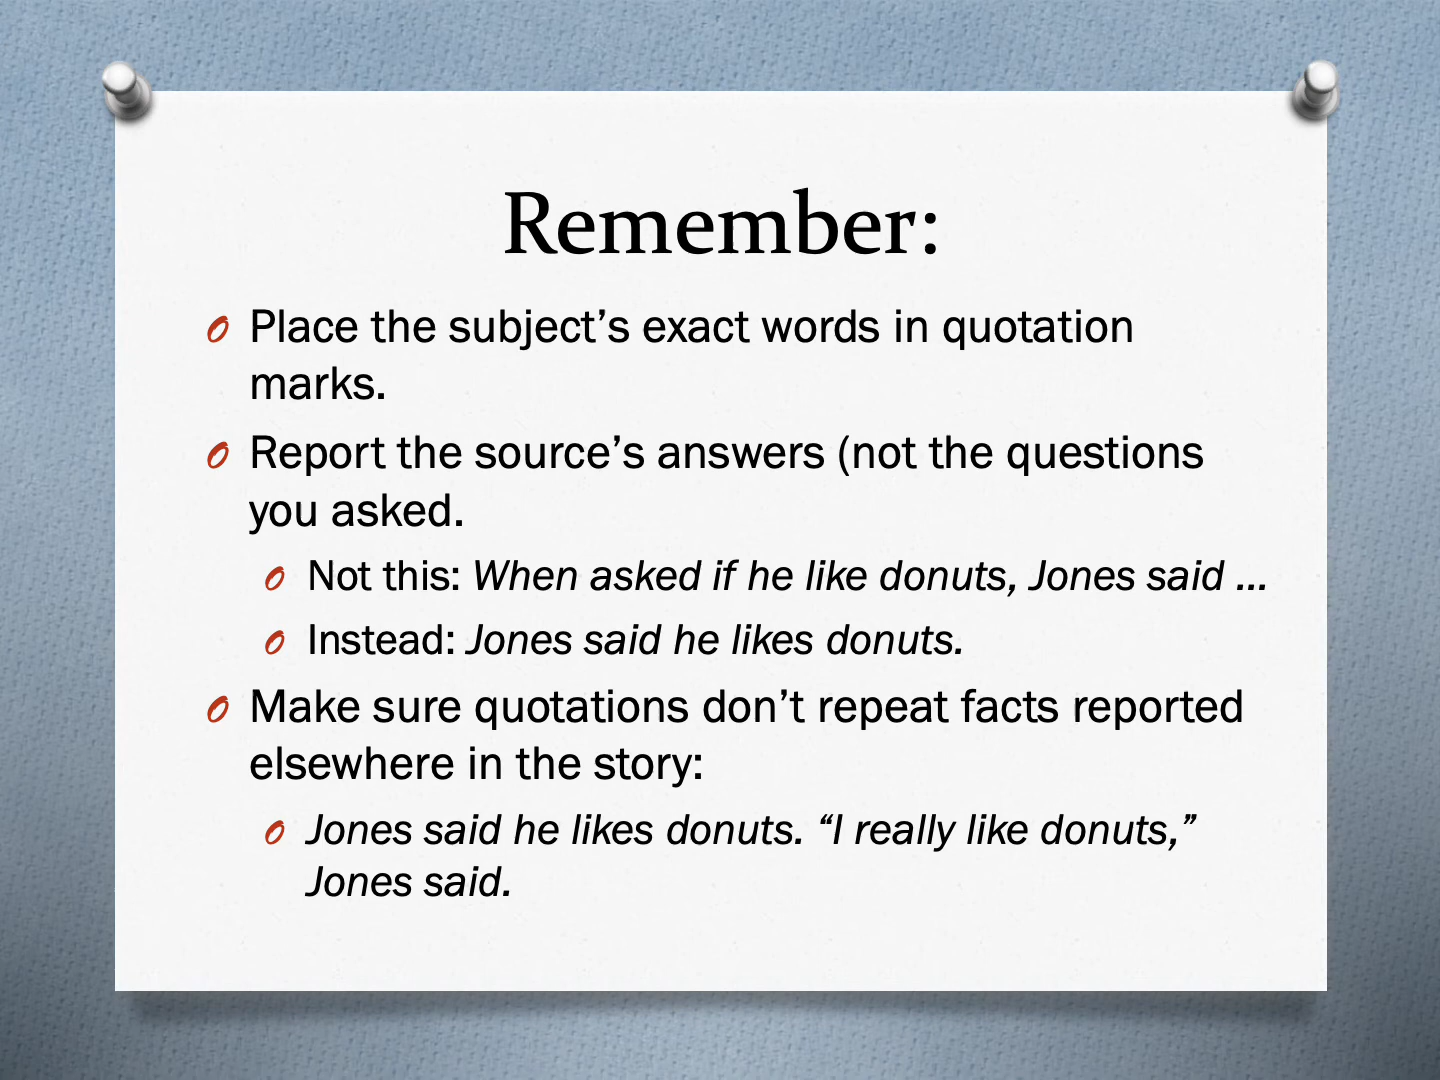 Remember:
Place the subject’s exact words in quotation
marks.
Report the source’s answers (not the questions
you asked.
Not this: When asked if he like donuts, Jones said …
Instead: Jones said he likes donuts.
Make sure quotations don’t repeat facts reported
elsewhere in the story:
Jones said he likes donuts. “I really like donuts,”
Jones said.